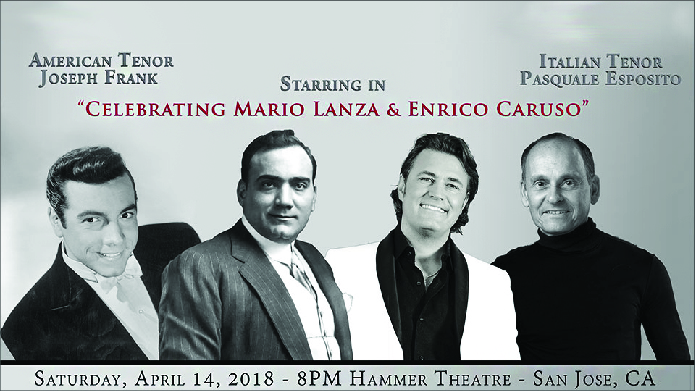 American Tenor
Joseph Frank
Italian Tenor
Pasquale Esposito
Starring in
“Celebrating Mario Lanza & Enrico Caruso”
Saturday, April 14, 2018 - 8PM Hammer Theatre - San Jose, CA